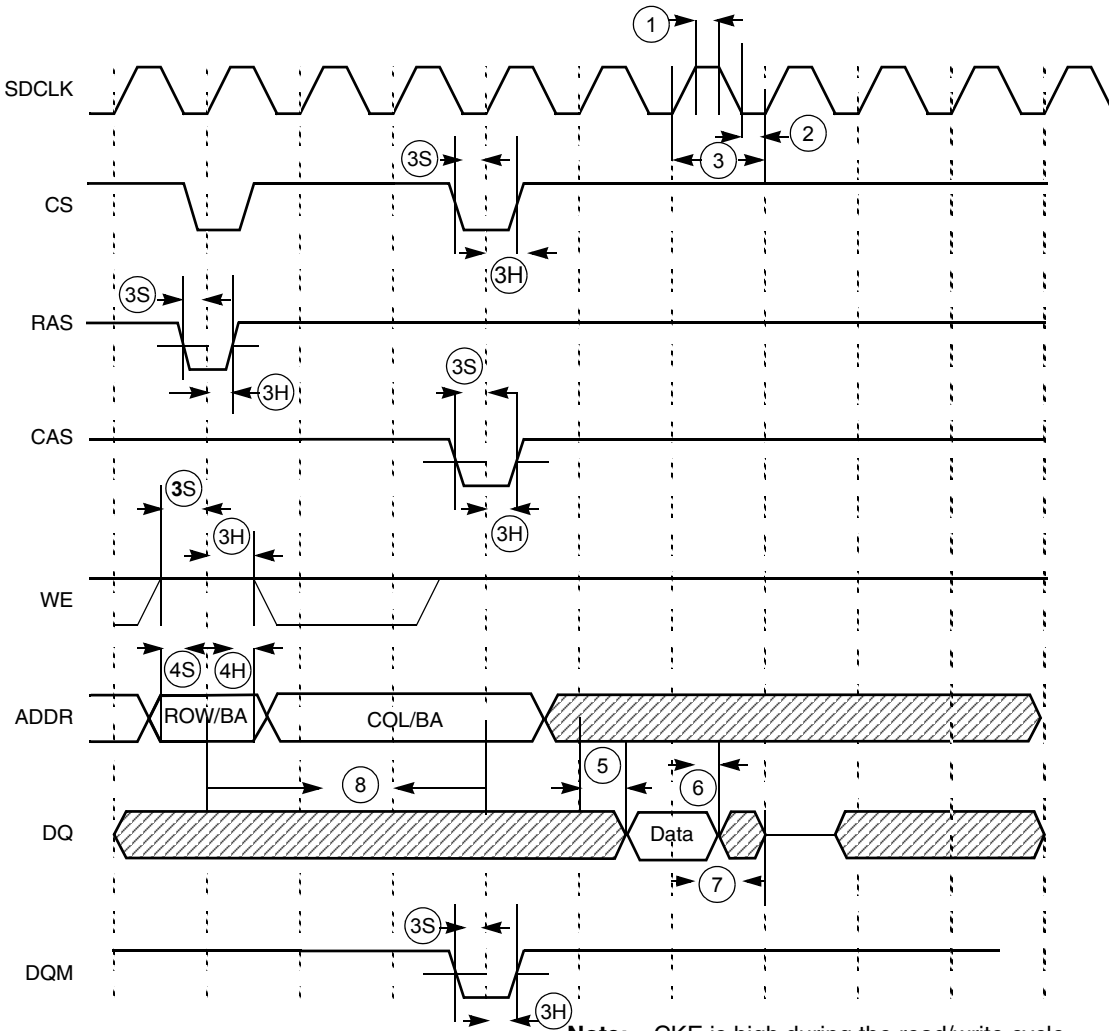 1
SDCLK
2
3S
3
CS
3H
3S
RAS
3S
3H
CAS
3S
3H
3H
WE
4S
4H
ADDR
ROW/BA
COL/BA
5
8
6
DQ
Data
7
3S
DQM
3H
Note: CKE is high during the read/write cycle